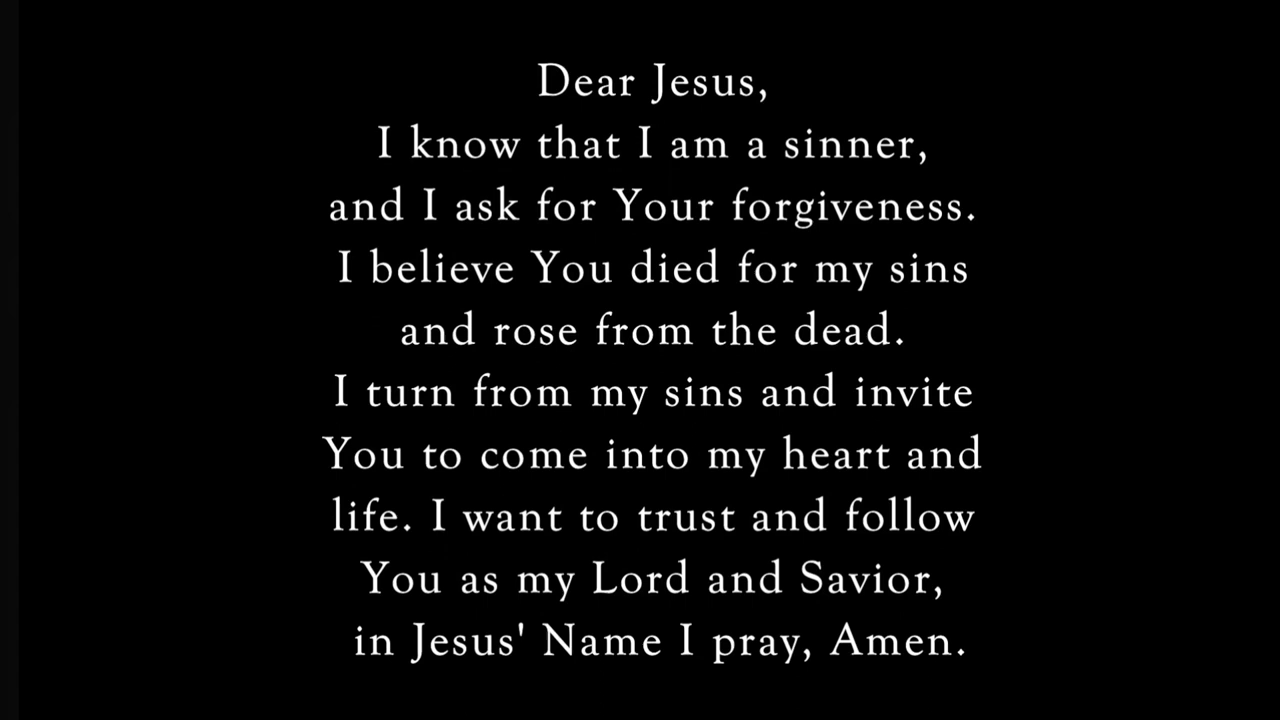 Dear Jesus,
I know that I am a sinner,
and I ask for Your forgiveness.
I believe You died for my sins
and rose from the dead.
I turn from my sins and invite
You to come into my heart and
life. I want to trust and follow
You as my Lord and Savior,
in Jesus' Name I pray, Amen.